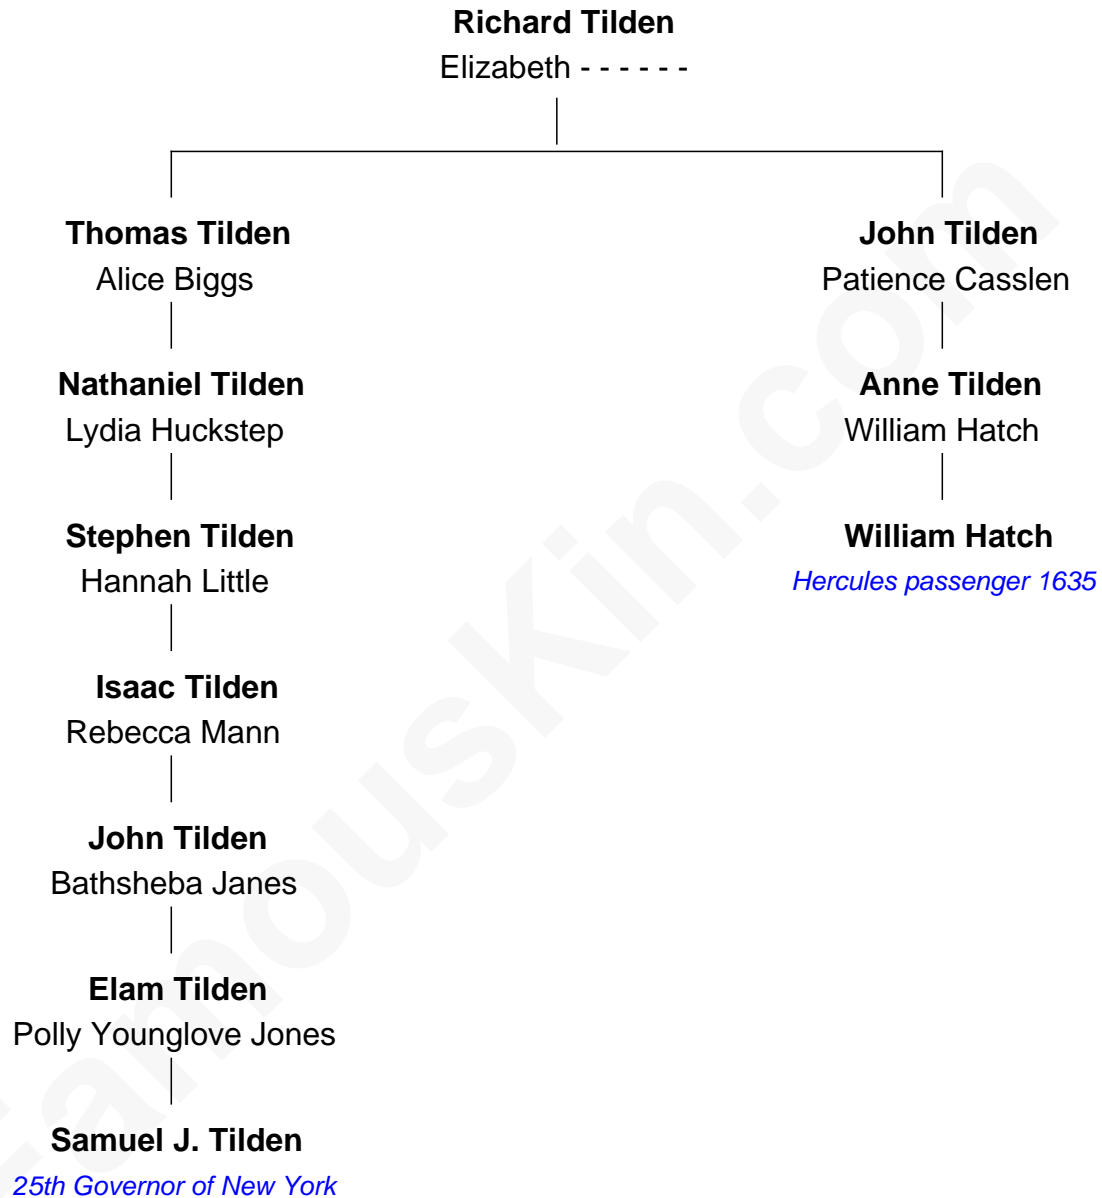 Richard Tilden
Elizabeth - - - - - -
Thomas Tilden
Alice Biggs
John Tilden
Patience Casslen
Nathaniel Tilden
Lydia Huckstep
Anne Tilden
William Hatch
Stephen Tilden
Hannah Little
William Hatch
Hercules passenger 1635
Isaac Tilden
Rebecca Mann
John Tilden
Bathsheba Janes
Elam Tilden
Polly Younglove Jones
Samuel J. Tilden
25th Governor of New York
FamousKin.com